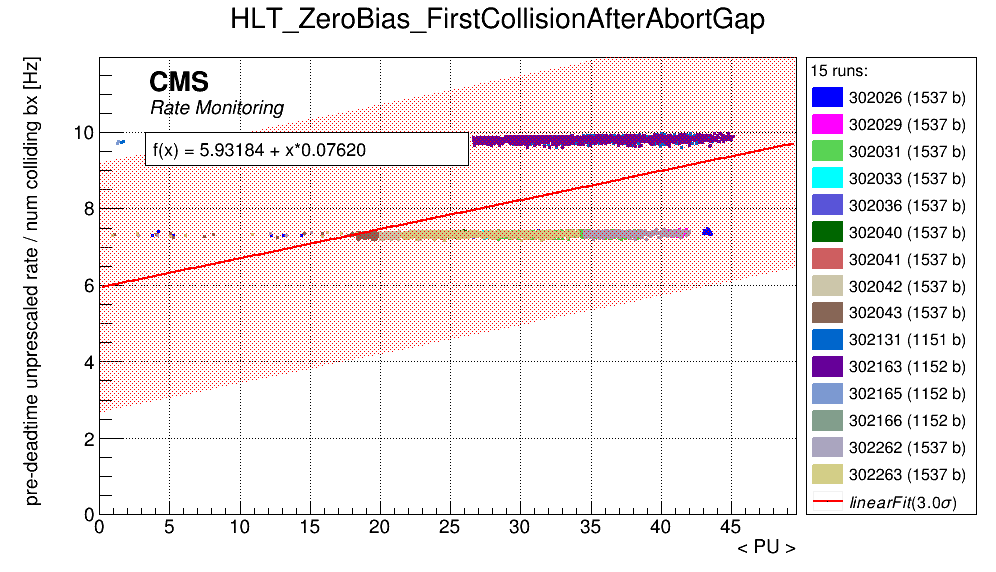 HLT_ZeroBias_FirstCollisionAfterAbortGap
pre-deadtime unprescaled rate / num colliding bx [Hz]
CMS
Rate Monitoring
f(x) = 5.93184 + x*0.07620
10
8
6
4
2
0
0 5 10 15 20 25 30 35 40 45
< PU >
15 runs:
302026 (1537 b)
302029 (1537 b)
302031 (1537 b)
302033 (1537 b)
302036 (1537 b)
302040 (1537 b)
302041 (1537 b)
302042 (1537 b)
302043 (1537 b)
302131 (1151 b)
302163 (1152 b)
302165 (1152 b)
302166 (1152 b)
302262 (1537 b)
302263 (1537 b)
linearFit(3.0σ)